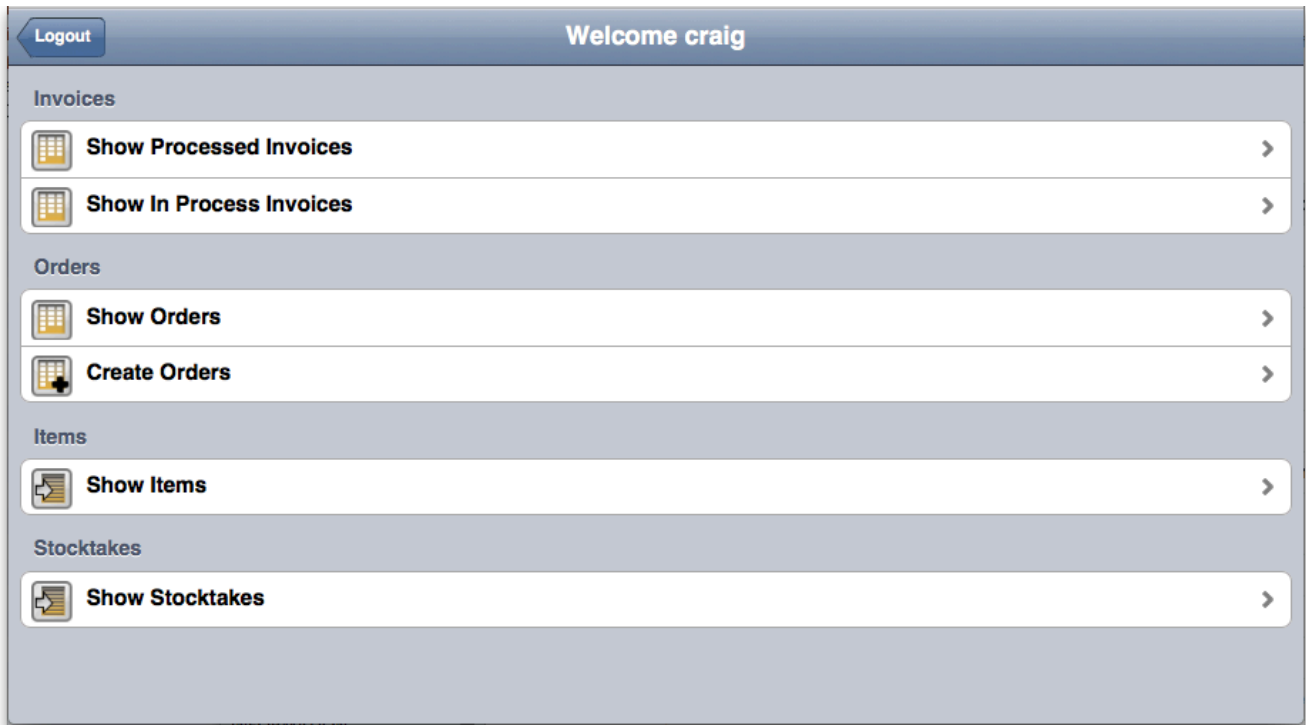 Logout
Welcome craig
Invoices
Show Processed Invoices
Show In Process Invoices
Orders
Show Orders
Create Orders
Items
Show Items
Stocktakes
Show Stocktakes